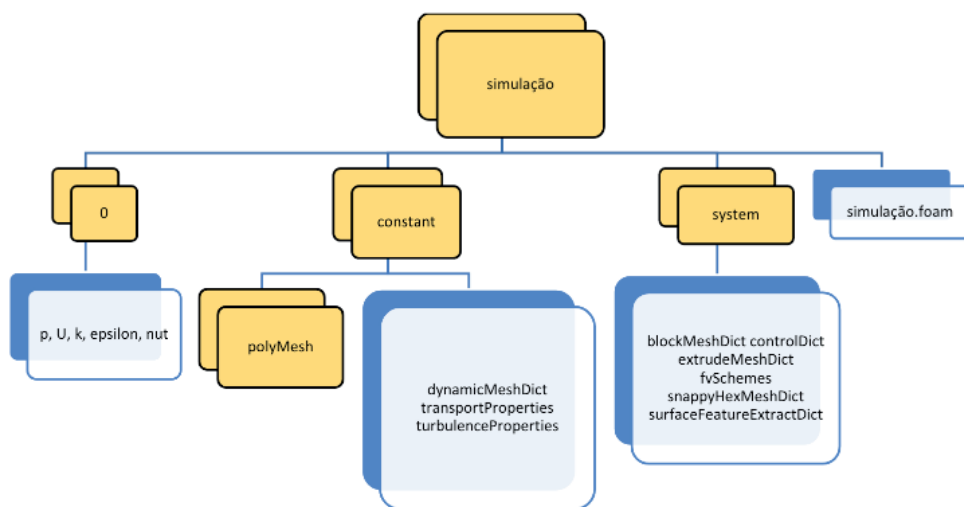 simulação
0
constant
system
simulação.foam
p, U, k, epsilon, nut
polyMesh
dynamicMeshDict
transportProperties
turbulenceProperties
blockMeshDict controlDict
extrudeMeshDict
fvSchemes
snappyHexMeshDict
surfaceFeatureExtractDict